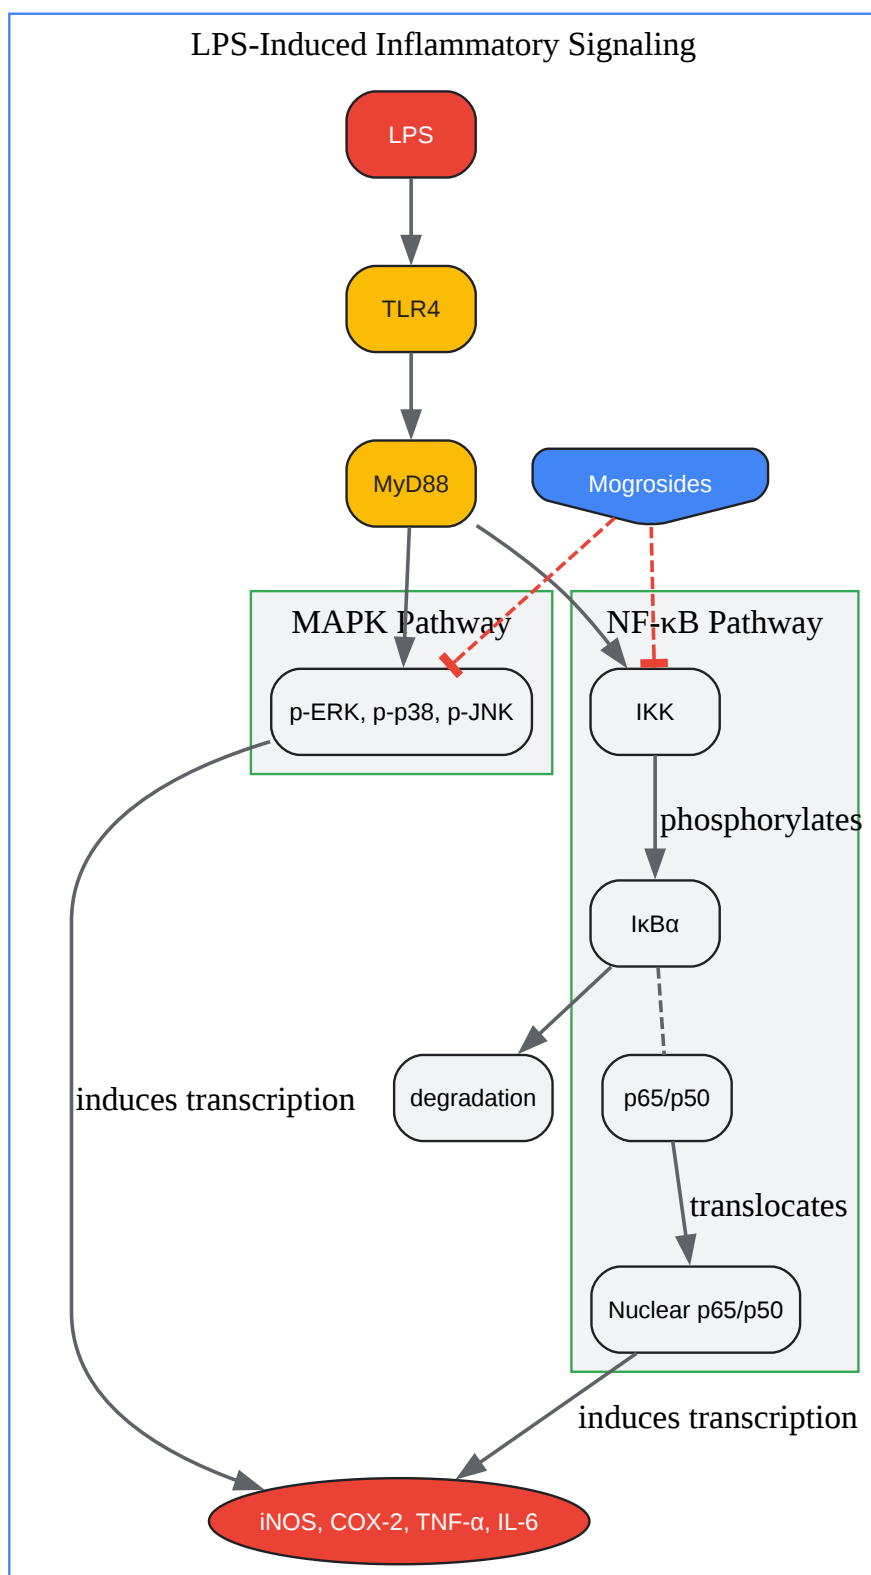 LPS-Induced Inflammatory Signaling
LPS
TLR4
MyD88
Mogrosides
MAPK Pathway
NF-κB Pathway
p-ERK, p-p38, p-JNK
IKK
phosphorylates
IκBα
degradation
p65/p50
induces transcription
translocates
Nuclear p65/p50
induces transcription
iNOS, COX-2, TNF-α, IL-6